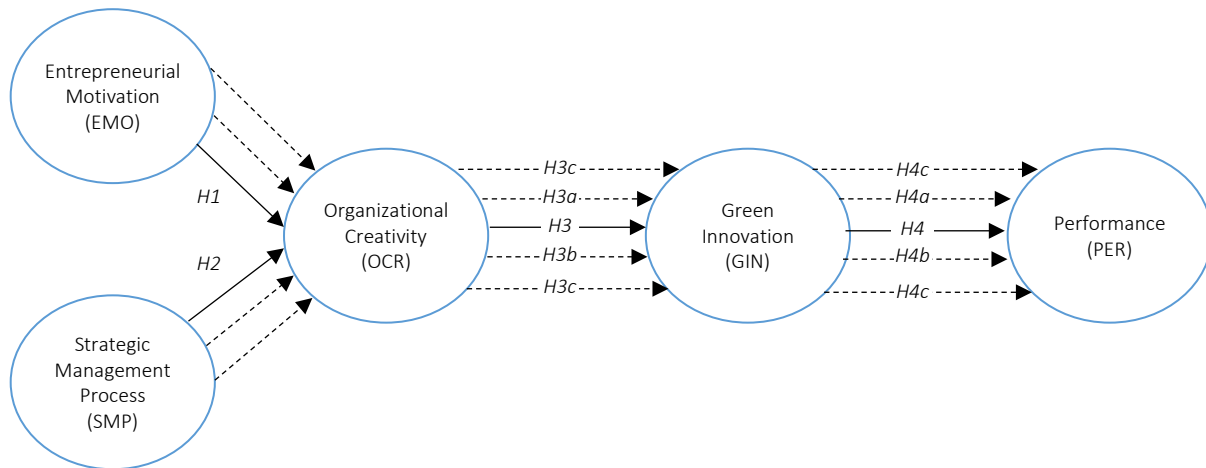 Entrepreneurial
Motivation
(EMO)
H1
H2
Strategic
Management
Process
(SMP)
Organizational
Creativity
(OCR)
H3c
H3a
H3
H3b
H3c
Green
Innovation
(GIN)
H4c
H4a
H4
H4b
H4c
Performance
(PER)